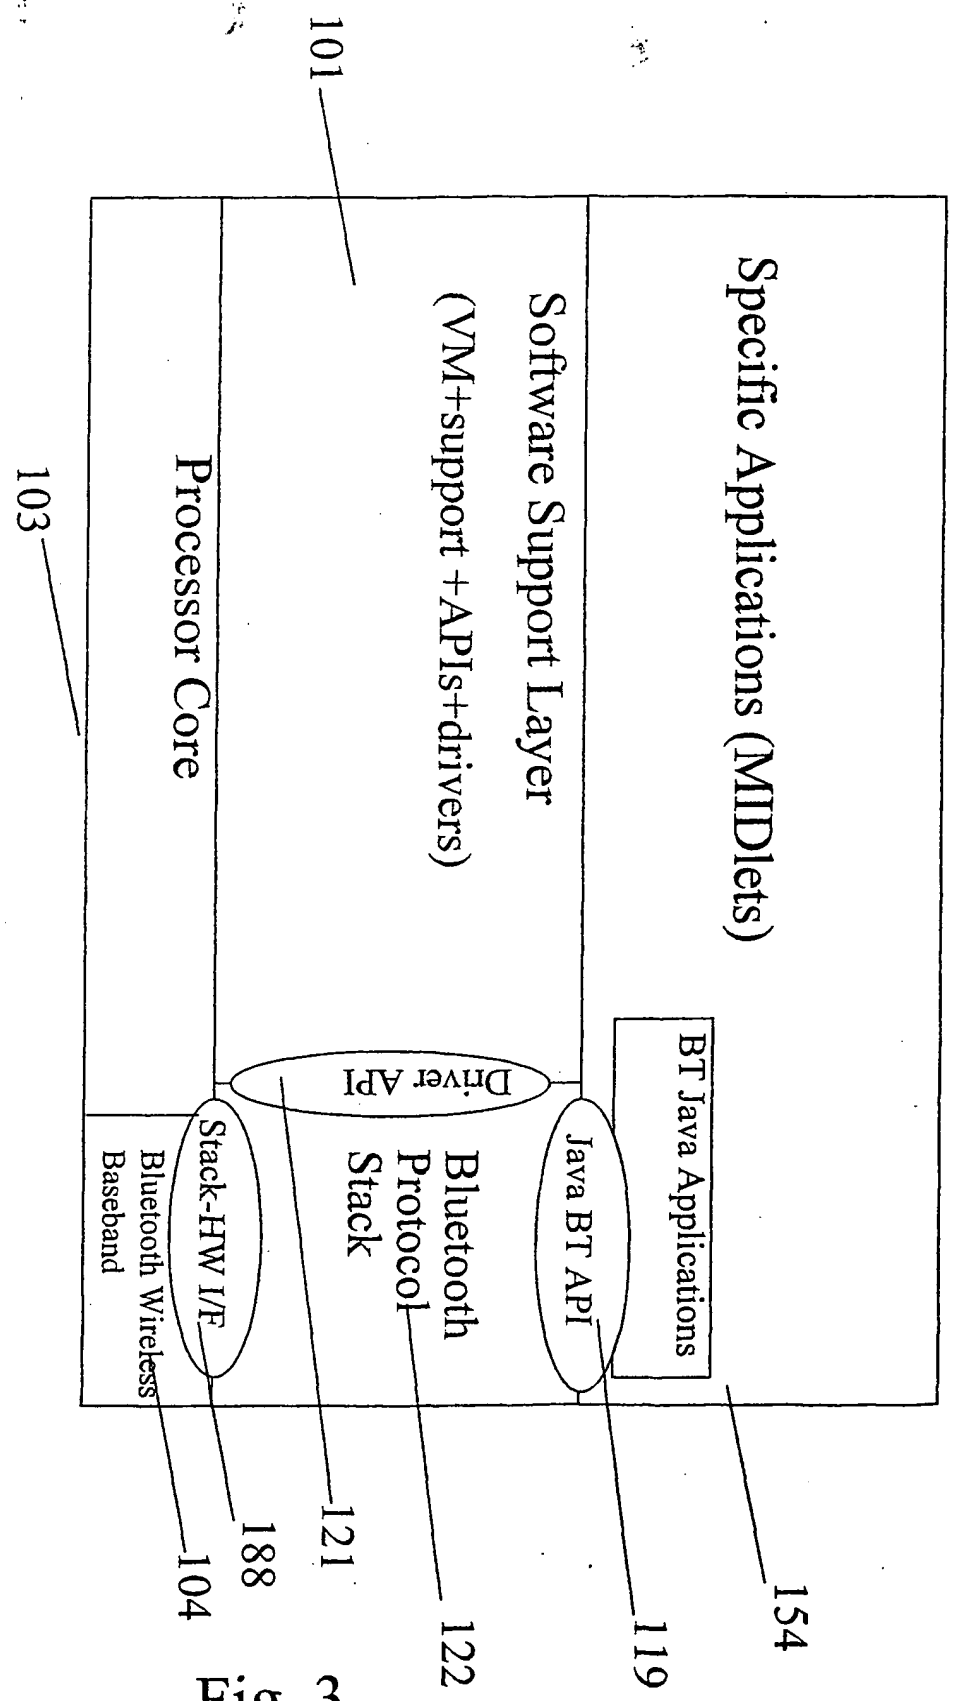 Specific Applications (MIDlets)
BT Java Applications
154
Java BT API
119
Software Support Layer
(VM+support +APIs+drivers)
101
Driver API
121
Bluetooth
Protocol
Stack
122
Stack-HW I/F
188
Processor Core
103
Bluetooth Wireless
Baseband
104
Fig. 3